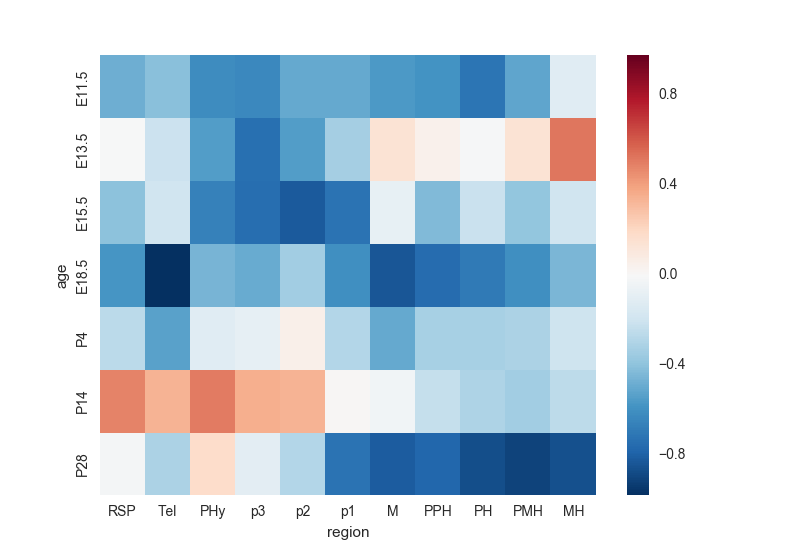 age
E11.5
E13.5
E15.5
E18.5
P4
P14
P28
RSP Tel PHy p3 p2 p1 M PPH PH PMH MH
region
0.8
0.4
0.0
−0.4
−0.8